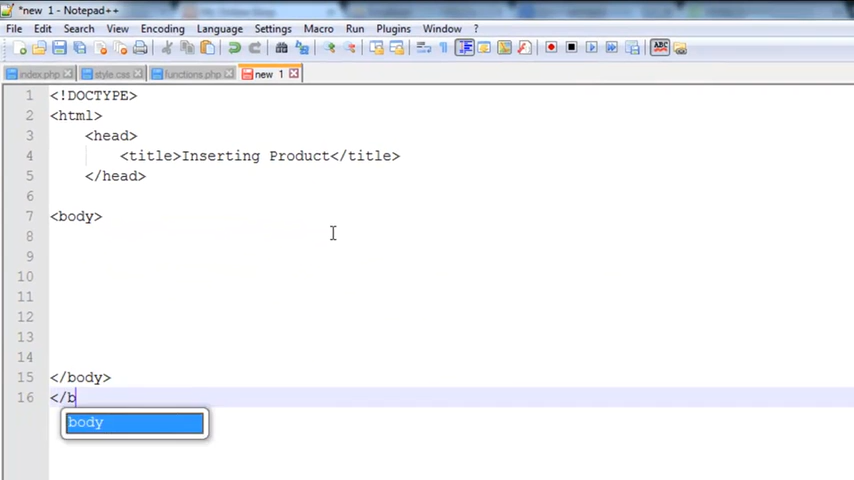 *new 1 - Notepad++
File Edit Search View Encoding Language Settings Macro Run Plugins Window ?
ABC
index.php style.css functions.php new 1
1 <!DOCTYPE>
2 <html>
3 <head>
4 <title>Inserting Product</title>
5 </head>
6
7 <body>
8
9
10
11
12
13
14
15 </body>
16 </b
body